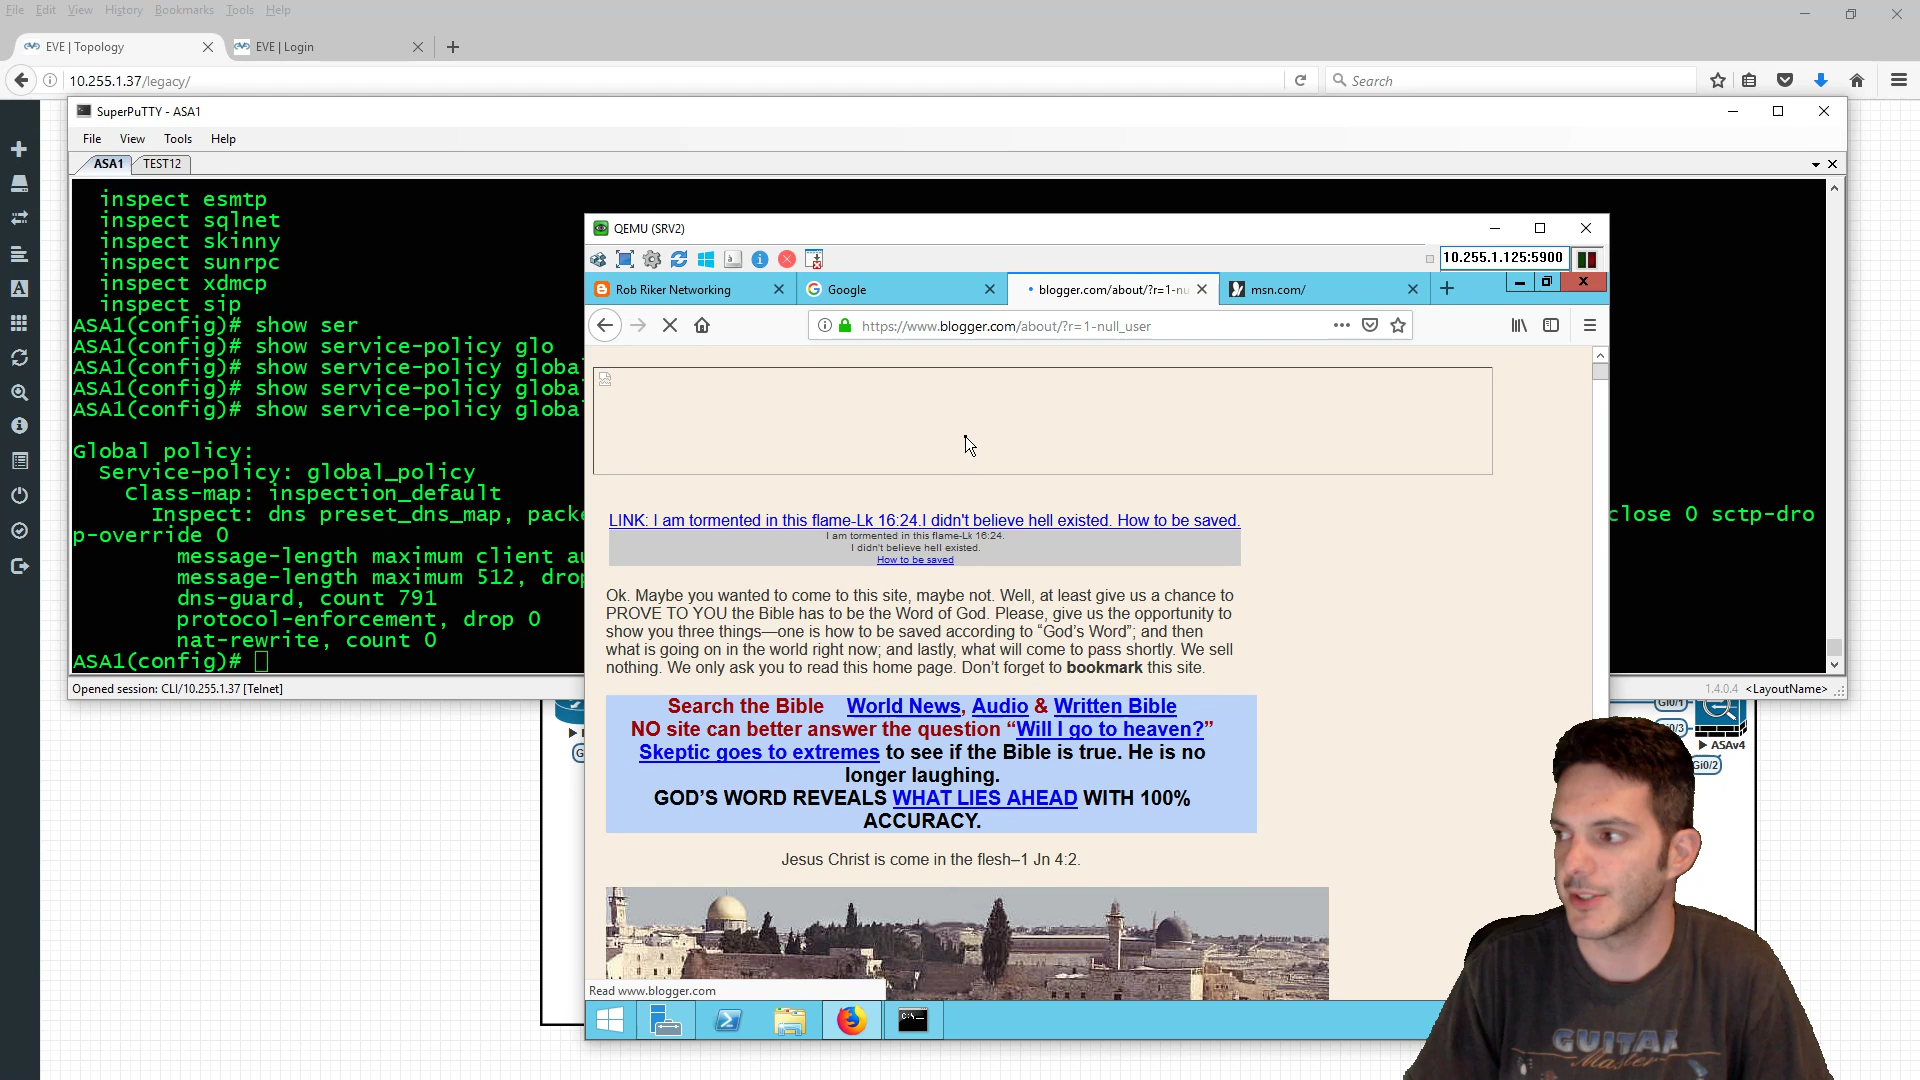 File Edit View History Bookmarks Tools Help
EVE | Topology
EVE | Login
10.255.1.37/legacy/
Search
SuperPuTTY - ASA1
File View Tools Help
ASA1 TEST12
inspect esmtp
inspect sqlnet
inspect skinny
inspect sunrpc
inspect xdmcp
inspect sip
ASA1(config)# show ser
ASA1(config)# show service-policy glo
ASA1(config)# show service-policy globa
ASA1(config)# show service-policy global
ASA1(config)# show service-policy global
Global policy:
Service-policy: global_policy
Class-map: inspection_default
Inspect: dns preset_dns_map, packe
close 0 sctp-dro
p-override 0
message-length maximum client au
message-length maximum 512, drop
dns-guard, count 791
protocol-enforcement, drop 0
nat-rewrite, count 0
ASA1(config)#
Opened session: CLI/10.255.1.37 [Telnet]
1.4.0.4 <LayoutName>
QEMU (SRV2)
10.255.1.125:5900
Rob Riker Networking
Google
blogger.com/about/?r=1-nu
msn.com/
https://www.blogger.com/about/?r=1-null_user
LINK: I am tormented in this flame-Lk 16:24.I didn't believe hell existed. How to be saved.
I am tormented in this flame-Lk 16:24.
I didn't believe hell existed.
How to be saved
Ok. Maybe you wanted to come to this site, maybe not. Well, at least give us a chance to
PROVE TO YOU the Bible has to be the Word of God. Please, give us the opportunity to
show you three things—one is how to be saved according to “God’s Word”; and then
what is going on in the world right now; and lastly, what will come to pass shortly. We sell
nothing. We only ask you to read this home page. Don’t forget to bookmark this site.
Search the Bible World News, Audio & Written Bible
NO site can better answer the question “Will I go to heaven?”
Skeptic goes to extremes to see if the Bible is true. He is no
longer laughing.
GOD’S WORD REVEALS WHAT LIES AHEAD WITH 100%
ACCURACY.
Jesus Christ is come in the flesh–1 Jn 4:2.
Read www.blogger.com
Gi0/1
Gi0/3
ASAv4
Gi0/2
GUITAR
Master